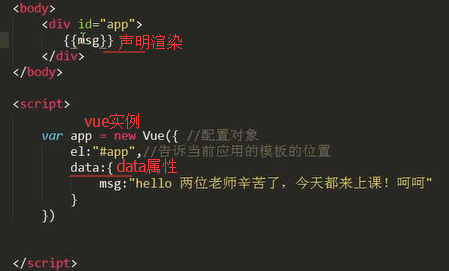 <body>
<div id="app">
{{msg}} 声明渲染
</div>
</body>
<script>
vue实例
var app = new Vue({ //配置对象
el:"#app",//告诉当前应用的模板的位置
data:{ data属性
msg:"hello 两位老师辛苦了，今天都来上课！呵呵"
}
})
</script>